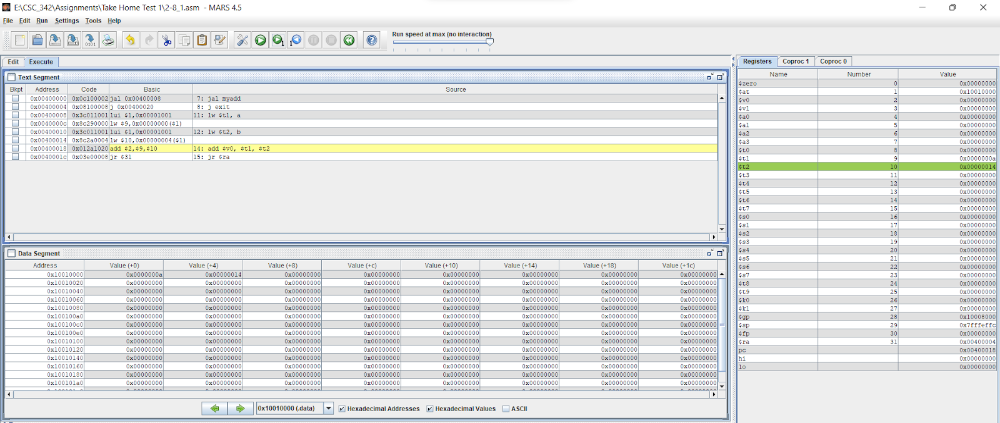 E:\CSC_342\Assignments\Take Home Test 1\2-8_1.asm - MARS 4.5
File Edit Run Settings Tools Help
Run speed at max (no interaction)
Edit Execute
Text Segment
Bkpt Address Code Basic Source
0x00400000 0x0c100002 jal 0x00400008 7: jal myadd
0x00400004 0x08100008 j 0x00400020 8: j exit
0x00400008 0x3c011001 lui $1,0x00001001 11: lw $t1, a
0x0040000c 0x8c290000 lw $9,0x00000000($1)
0x00400010 0x3c011001 lui $1,0x00001001 12: lw $t2, b
0x00400014 0x8c2a0004 lw $10,0x00000004($1)
0x00400018 0x012a1020 add $2,$9,$10 14: add $v0, $t1, $t2
0x0040001c 0x03e00008 jr $31 15: jr $ra
Data Segment
Address Value (+0) Value (+4) Value (+8) Value (+c) Value (+10) Value (+14) Value (+18) Value (+1c)
0x10010000 0x0000000a 0x00000014 0x00000000 0x00000000 0x00000000 0x00000000 0x00000000 0x00000000
0x10010020 0x00000000 0x00000000 0x00000000 0x00000000 0x00000000 0x00000000 0x00000000 0x00000000
0x10010040 0x00000000 0x00000000 0x00000000 0x00000000 0x00000000 0x00000000 0x00000000 0x00000000
0x10010060 0x00000000 0x00000000 0x00000000 0x00000000 0x00000000 0x00000000 0x00000000 0x00000000
0x10010080 0x00000000 0x00000000 0x00000000 0x00000000 0x00000000 0x00000000 0x00000000 0x00000000
0x100100a0 0x00000000 0x00000000 0x00000000 0x00000000 0x00000000 0x00000000 0x00000000 0x00000000
0x100100c0 0x00000000 0x00000000 0x00000000 0x00000000 0x00000000 0x00000000 0x00000000 0x00000000
0x100100e0 0x00000000 0x00000000 0x00000000 0x00000000 0x00000000 0x00000000 0x00000000 0x00000000
0x10010100 0x00000000 0x00000000 0x00000000 0x00000000 0x00000000 0x00000000 0x00000000 0x00000000
0x10010120 0x00000000 0x00000000 0x00000000 0x00000000 0x00000000 0x00000000 0x00000000 0x00000000
0x10010140 0x00000000 0x00000000 0x00000000 0x00000000 0x00000000 0x00000000 0x00000000 0x00000000
0x10010160 0x00000000 0x00000000 0x00000000 0x00000000 0x00000000 0x00000000 0x00000000 0x00000000
0x10010180 0x00000000 0x00000000 0x00000000 0x00000000 0x00000000 0x00000000 0x00000000 0x00000000
0x100101a0 0x00000000 0x00000000 0x00000000 0x00000000 0x00000000 0x00000000 0x00000000 0x00000000
0x10010000 (.data) Hexadecimal Addresses Hexadecimal Values ASCII
Registers Coproc 1 Coproc 0
Name Number Value
$zero 0 0x00000000
$at 1 0x10010000
$v0 2 0x00000000
$v1 3 0x00000000
$a0 4 0x00000000
$a1 5 0x00000000
$a2 6 0x00000000
$a3 7 0x00000000
$t0 8 0x00000000
$t1 9 0x0000000a
$t2 10 0x00000014
$t3 11 0x00000000
$t4 12 0x00000000
$t5 13 0x00000000
$t6 14 0x00000000
$t7 15 0x00000000
$s0 16 0x00000000
$s1 17 0x00000000
$s2 18 0x00000000
$s3 19 0x00000000
$s4 20 0x00000000
$s5 21 0x00000000
$s6 22 0x00000000
$s7 23 0x00000000
$t8 24 0x00000000
$t9 25 0x00000000
$k0 26 0x00000000
$k1 27 0x00000000
$gp 28 0x10008000
$sp 29 0x7fffeffc
$fp 30 0x00000000
$ra 31 0x00400004
pc 0x00400018
hi 0x00000000
lo 0x00000000